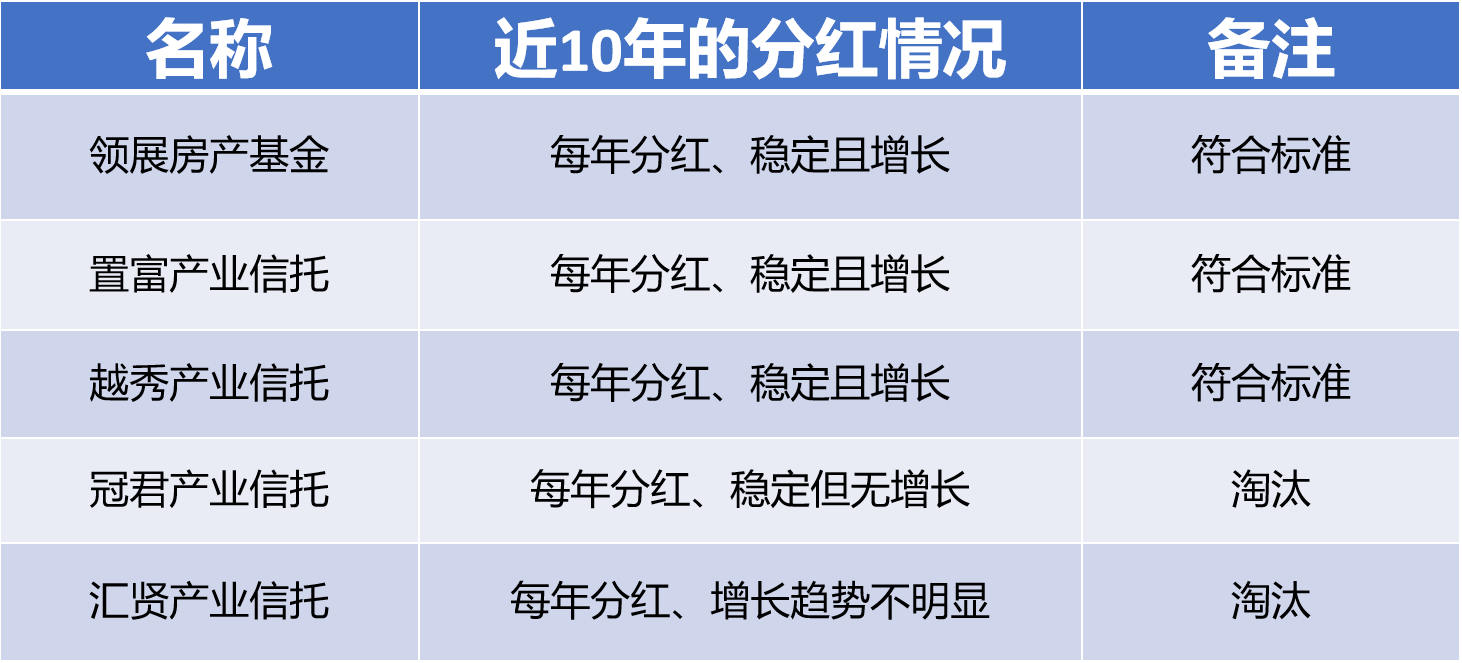 名称 近10年的分红情况 备注
领展房产基金 每年分红、稳定且增长 符合标准
置富产业信托 每年分红、稳定且增长 符合标准
越秀产业信托 每年分红、稳定且增长 符合标准
冠君产业信托 每年分红、稳定但无增长 淘汰
汇贤产业信托 每年分红、增长趋势不明显 淘汰